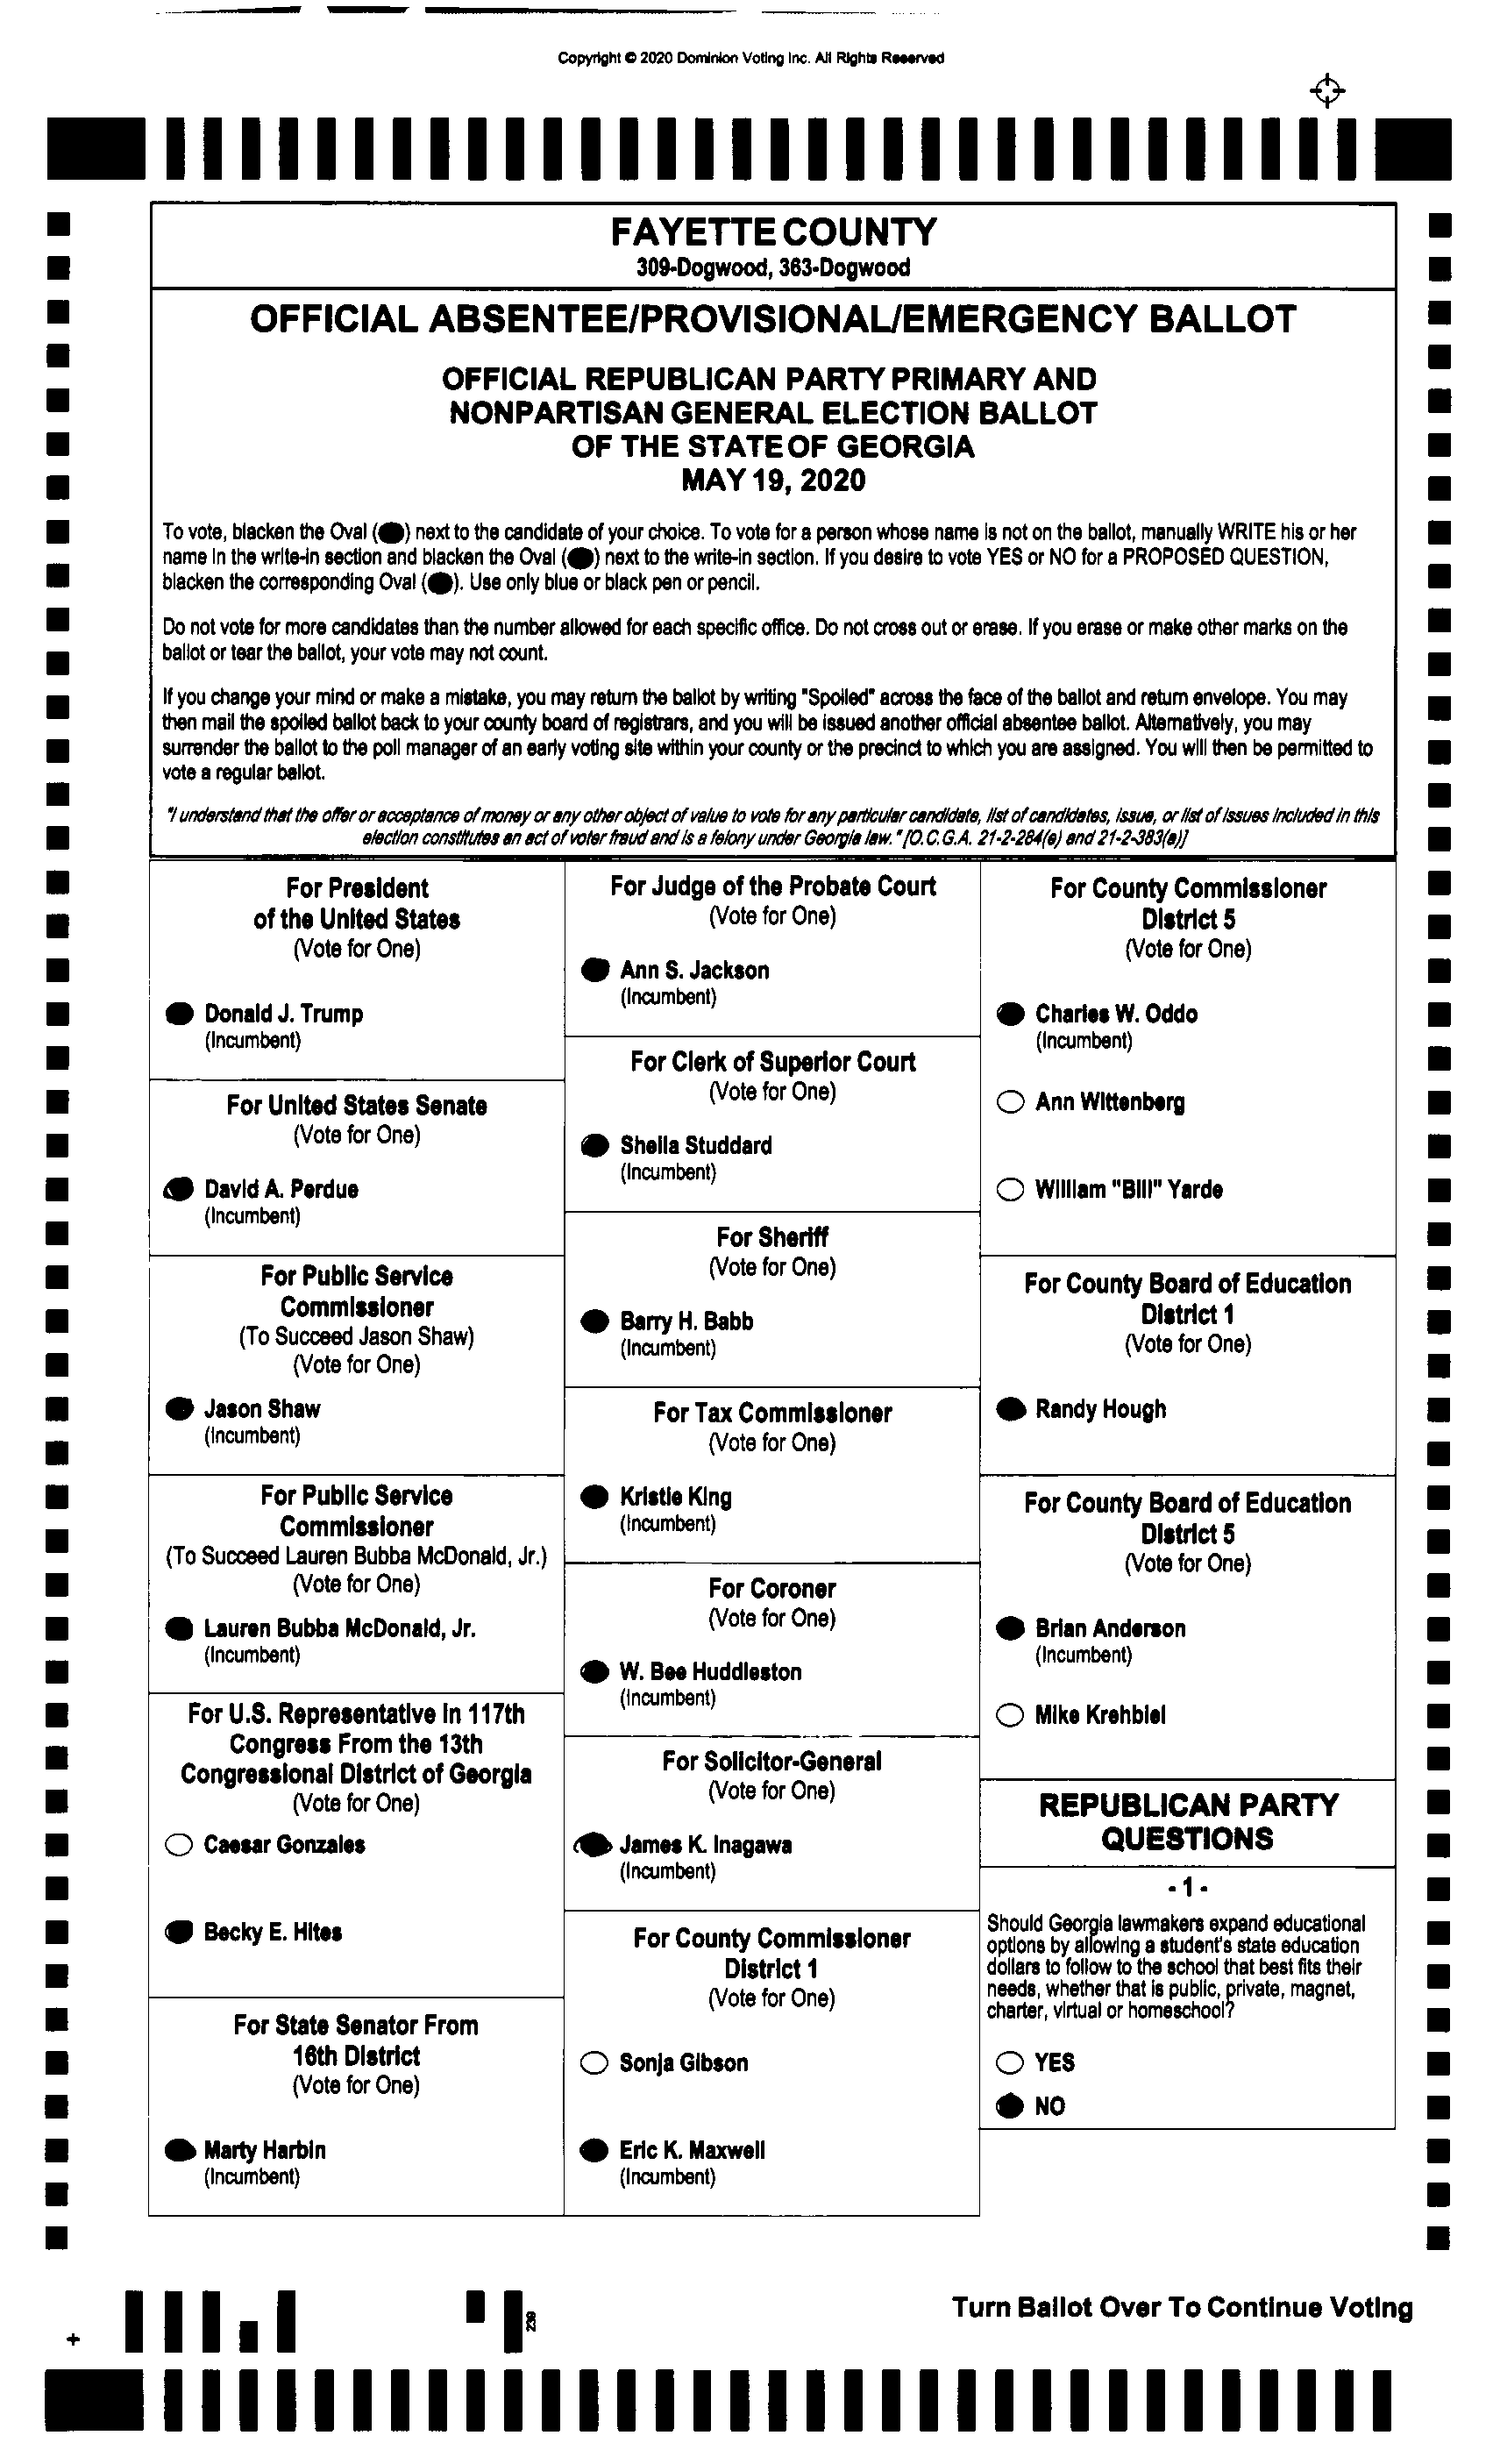 Copyright © 2020 Dominion Voting Inc. All Rights Reserved
FAYETTE COUNTY
309-Dogwood, 363-Dogwood
OFFICIAL ABSENTEE/PROVISIONAL/EMERGENCY BALLOT
OFFICIAL REPUBLICAN PARTY PRIMARY AND
NONPARTISAN GENERAL ELECTION BALLOT
OF THE STATE OF GEORGIA
MAY 19, 2020
To vote, blacken the Oval ( ) next to the candidate of your choice. To vote for a person whose name is not on the ballot, manually WRITE his or her
name in the write-in section and blacken the Oval ( ) next to the write-in section. If you desire to vote YES or NO for a PROPOSED QUESTION,
blacken the corresponding Oval ( ). Use only blue or black pen or pencil.
Do not vote for more candidates than the number allowed for each specific office. Do not cross out or erase. If you erase or make other marks on the
ballot or tear the ballot, your vote may not count.
If you change your mind or make a mistake, you may return the ballot by writing "Spoiled" across the face of the ballot and return envelope. You may
then mail the spoiled ballot back to your county board of registrars, and you will be issued another official absentee ballot. Alternatively, you may
surrender the ballot to the poll manager of an early voting site within your county or the precinct to which you are assigned. You will then be permitted to
vote a regular ballot.
"I understand that the offer or acceptance of money or any other object of value to vote for any particular candidate, list of candidates, issue, or list of issues included in this
election constitutes an act of voter fraud and is a felony under Georgia law." [O.C.G.A. 21-2-284(e) and 21-2-383(a)]
For President
of the United States
(Vote for One)
Donald J. Trump
(Incumbent)
For United States Senate
(Vote for One)
David A. Perdue
(Incumbent)
For Public Service
Commissioner
(To Succeed Jason Shaw)
(Vote for One)
Jason Shaw
(Incumbent)
For Public Service
Commissioner
(To Succeed Lauren Bubba McDonald, Jr.)
(Vote for One)
Lauren Bubba McDonald, Jr.
(Incumbent)
For U.S. Representative in 117th
Congress From the 13th
Congressional District of Georgia
(Vote for One)
Caesar Gonzales
Becky E. Hites
For State Senator From
16th District
(Vote for One)
Marty Harbin
(Incumbent)
For Judge of the Probate Court
(Vote for One)
Ann S. Jackson
(Incumbent)
For Clerk of Superior Court
(Vote for One)
Sheila Studdard
(Incumbent)
For Sheriff
(Vote for One)
Barry H. Babb
(Incumbent)
For Tax Commissioner
(Vote for One)
Kristie King
(Incumbent)
For Coroner
(Vote for One)
W. Bee Huddleston
(Incumbent)
For Solicitor-General
(Vote for One)
James K. Inagawa
(Incumbent)
For County Commissioner
District 1
(Vote for One)
Sonja Gibson
Eric K. Maxwell
(Incumbent)
For County Commissioner
District 5
(Vote for One)
Charles W. Oddo
(Incumbent)
Ann Wittenberg
William "Bill" Yarde
For County Board of Education
District 1
(Vote for One)
Randy Hough
For County Board of Education
District 5
(Vote for One)
Brian Anderson
(Incumbent)
Mike Krehbiel
REPUBLICAN PARTY
QUESTIONS
- 1 -
Should Georgia lawmakers expand educational
options by allowing a student's state education
dollars to follow to the school that best fits their
needs, whether that is public, private, magnet,
charter, virtual or homeschool?
YES
NO
Turn Ballot Over To Continue Voting
239